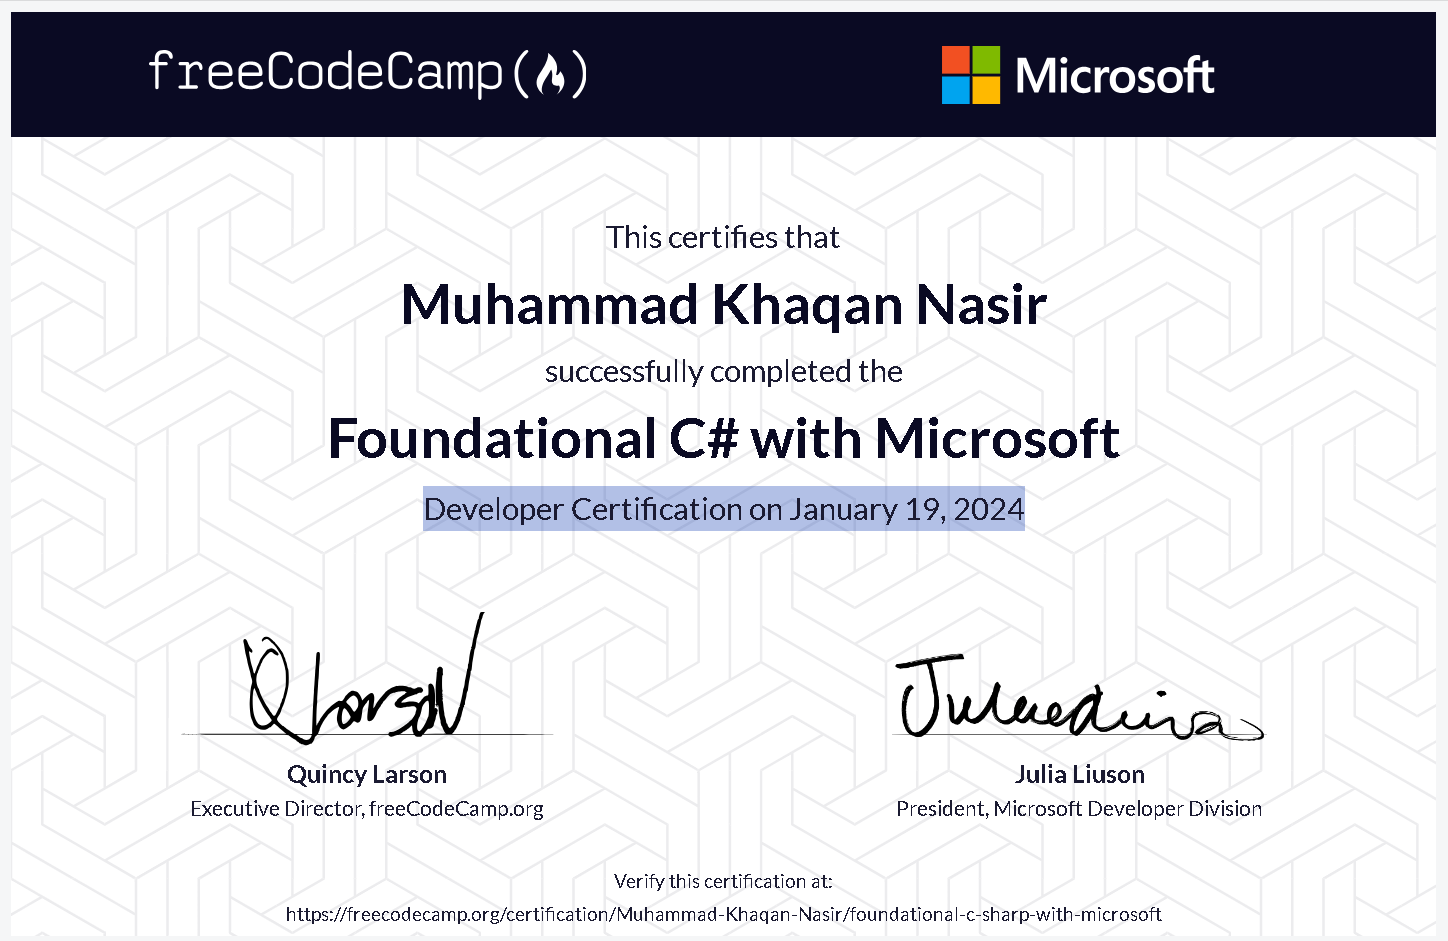 freeCodeCamp
Microsoft
This certifies that
Muhammad Khaqan Nasir
successfully completed the
Foundational C# with Microsoft
Developer Certification on January 19, 2024
Quincy Larson
Executive Director, freeCodeCamp.org
Julia Liuson
President, Microsoft Developer Division
Verify this certification at:
https://freecodecamp.org/certification/Muhammad-Khaqan-Nasir/foundational-c-sharp-with-microsoft